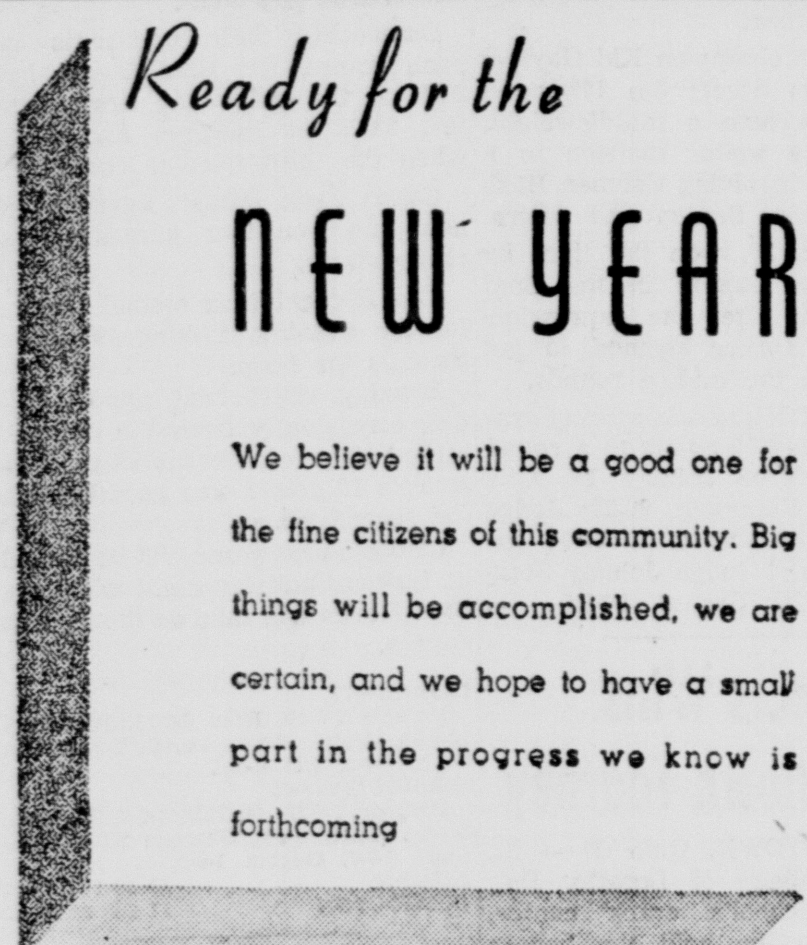 Ready for the
NEW YEAR
We believe it will be a good one for
the fine citizens of this community. Big
things will be accomplished, we are
certain, and we hope to have a small
part in the progress we know is
forthcoming